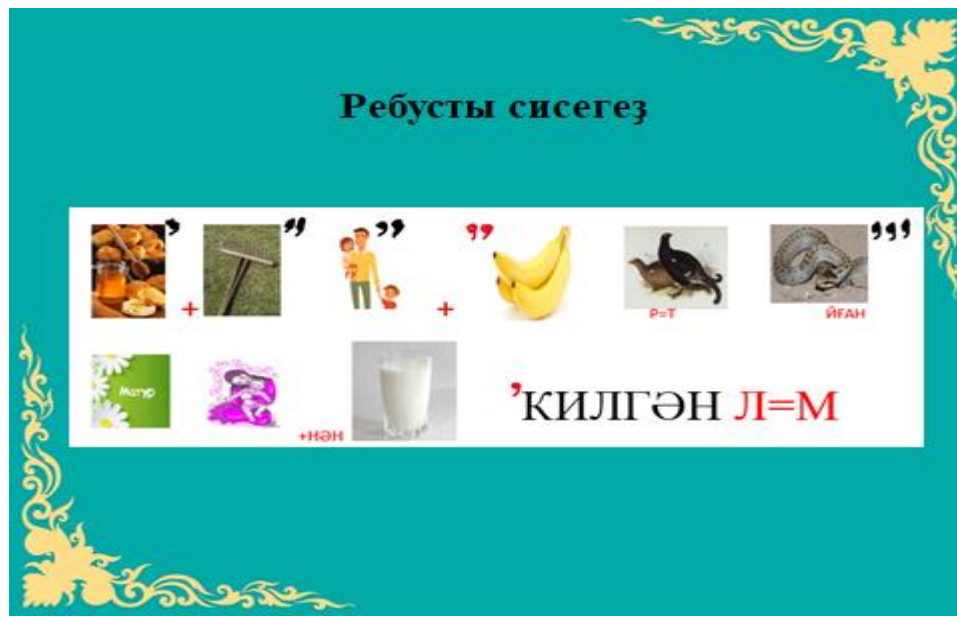 Ребусты сисегеҙ
, + ,, ,, + ,, ,,,
Р=Т ЙҒАН
Матур
+НӘН
,КИЛГӘН Л=М